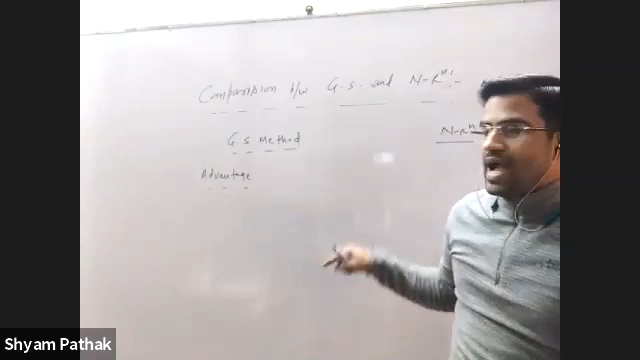 Comparision b/w G.S. and N-R
G.S Method
N-R
Advantage
Shyam Pathak